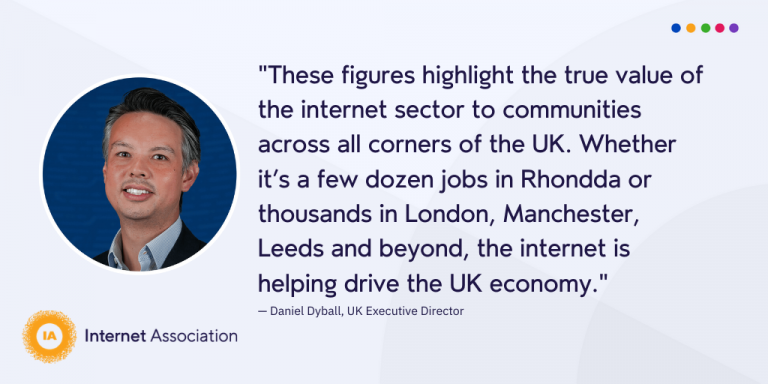 "These figures highlight the true value of
the internet sector to communities
across all corners of the UK. Whether
it’s a few dozen jobs in Rhondda or
thousands in London, Manchester,
Leeds and beyond, the internet is
helping drive the UK economy."
— Daniel Dyball, UK Executive Director
IA
Internet Association